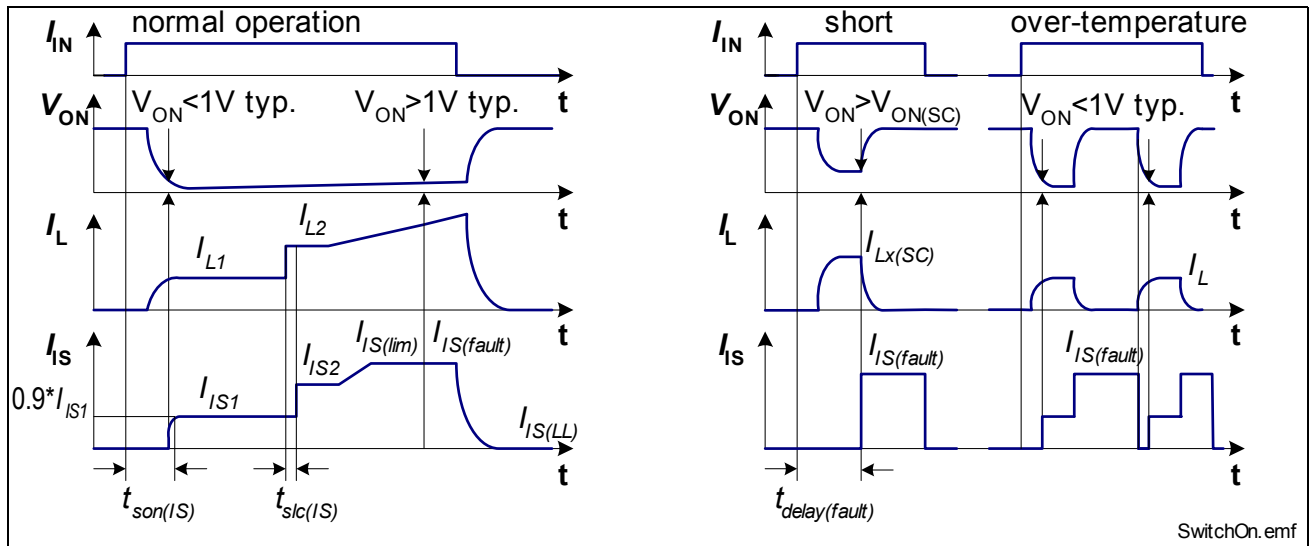 normal operation
short
over-temperature
I_IN
t
I_IN
t
V_ON
V_ON<1V typ.
V_ON>1V typ.
t
V_ON
V_ON>V_ON(SC)
V_ON<1V typ.
t
I_L
I_L1
I_L2
t
I_L
I_Lx(SC)
I_L
t
I_IS
0.9*I_IS1
I_IS1
I_IS2
I_IS(lim)
I_IS(fault)
I_IS(LL)
t
I_IS
I_IS(fault)
I_IS(fault)
t
t_son(IS)
t_slc(IS)
t_delay(fault)
SwitchOn.emf